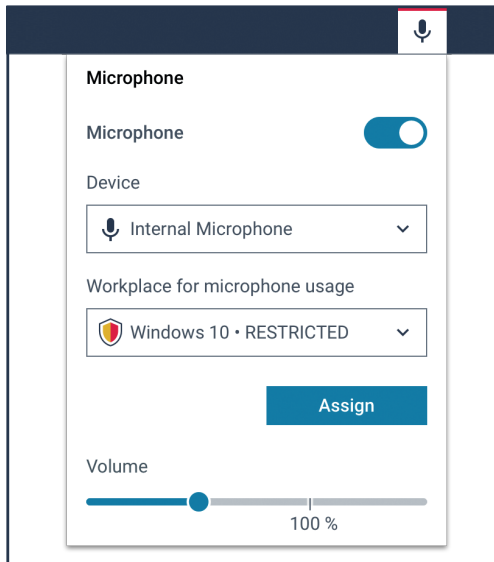 Microphone
Microphone
Device
Internal Microphone
Workplace for microphone usage
Windows 10 • RESTRICTED
Assign
Volume
100 %